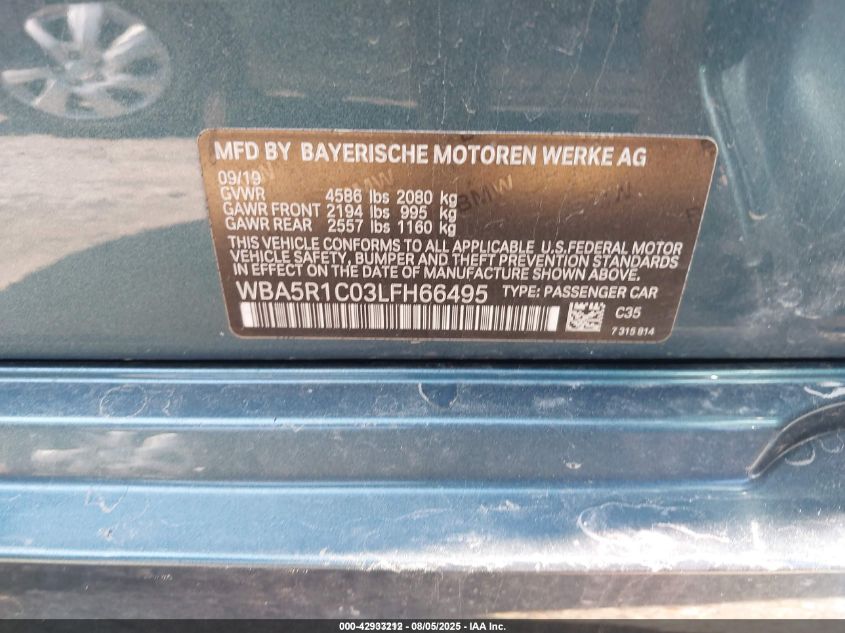 MFD BY BAYERISCHE MOTOREN WERKE AG
09/19
GVWR 4586 lbs 2080 kg
GAWR FRONT 2194 lbs 995 kg
GAWR REAR 2557 lbs 1160 kg
THIS VEHICLE CONFORMS TO ALL APPLICABLE U.S.FEDERAL MOTOR
VEHICLE SAFETY, BUMPER AND THEFT PREVENTION STANDARDS
IN EFFECT ON THE DATE OF MANUFACTURE SHOWN ABOVE.
WBA5R1C03LFH66495 TYPE: PASSENGER CAR
C35
7 315 814
000-42933212 - 08/05/2025 - IAA Inc.